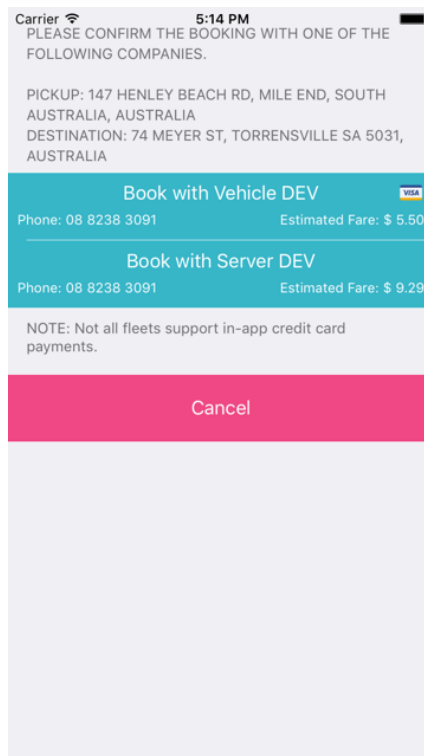 Carrier 5:14 PM
PLEASE CONFIRM THE BOOKING WITH ONE OF THE
FOLLOWING COMPANIES.
PICKUP: 147 HENLEY BEACH RD, MILE END, SOUTH
AUSTRALIA, AUSTRALIA
DESTINATION: 74 MEYER ST, TORRENSVILLE SA 5031,
AUSTRALIA
Book with Vehicle DEV VISA
Phone: 08 8238 3091 Estimated Fare: $ 5.50
Book with Server DEV
Phone: 08 8238 3091 Estimated Fare: $ 9.29
NOTE: Not all fleets support in-app credit card
payments.
Cancel